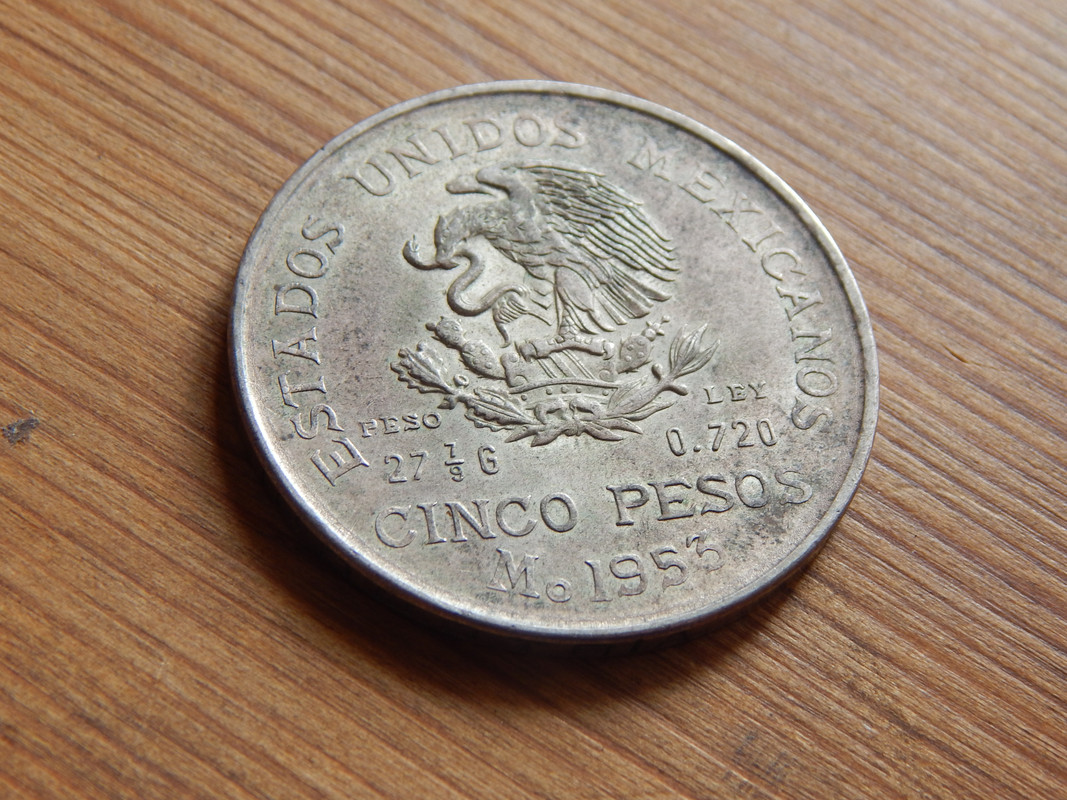 ESTADOS UNIDOS MEXICANOS
PESO
27 7/9 G
LEY
0.720
CINCO PESOS
Mo 1953